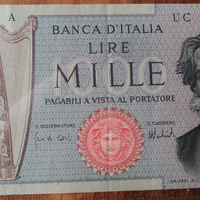 A UC
BANCA D'ITALIA
LIRE
MILLE
PAGABILI A VISTA AL PORTATORE
IL GOVERNATORE IL CASSIERE